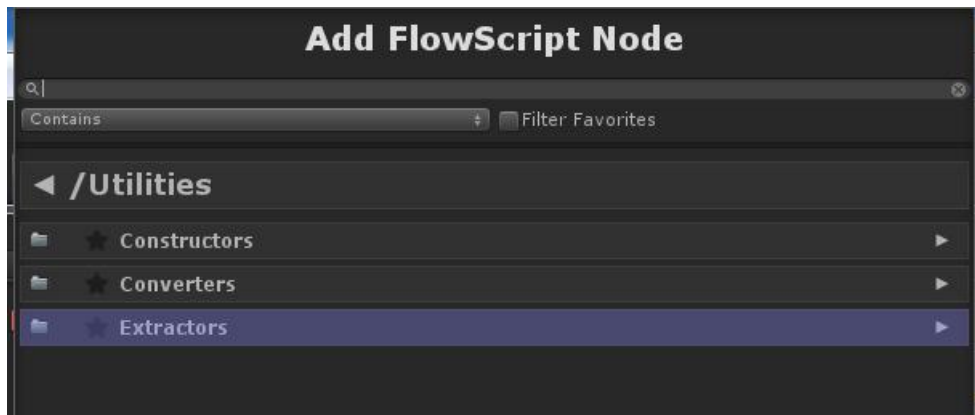 Add FlowScript Node
Contains
Filter Favorites
/Utilities
Constructors
Converters
Extractors